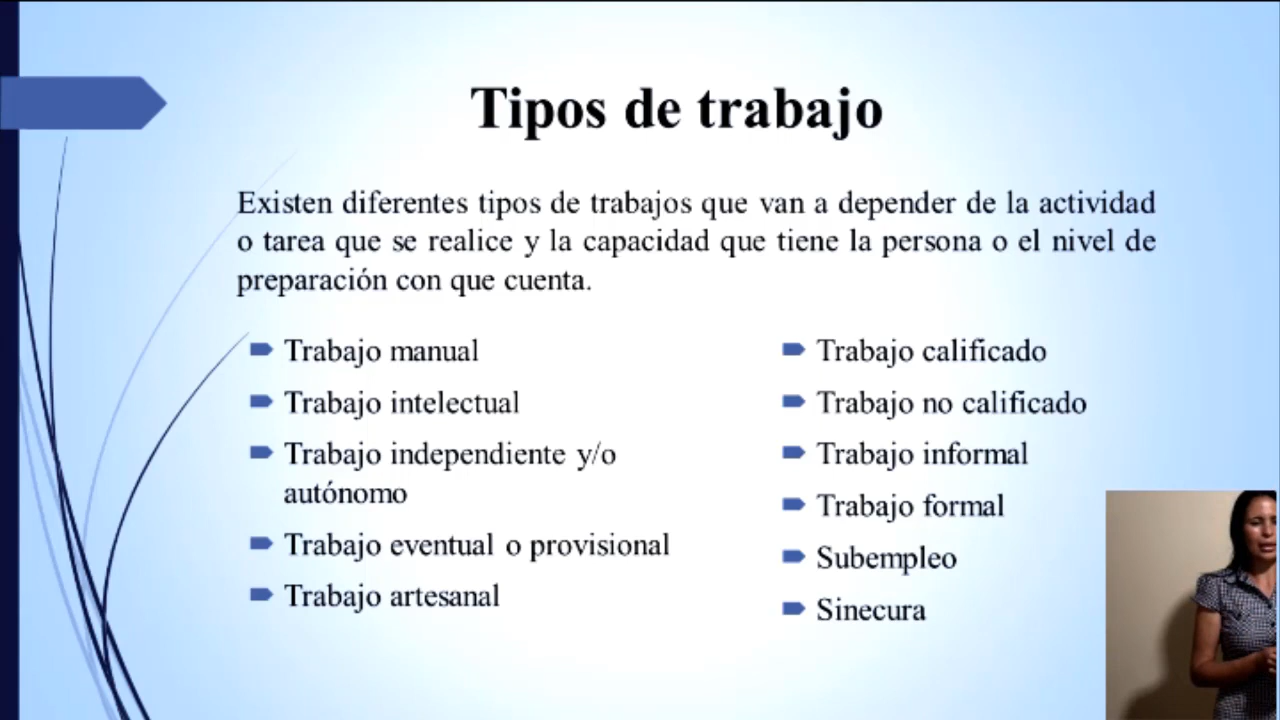 Tipos de trabajo
Existen diferentes tipos de trabajos que van a depender de la actividad
o tarea que se realice y la capacidad que tiene la persona o el nivel de
preparación con que cuenta.
Trabajo manual
Trabajo intelectual
Trabajo independiente y/o
autónomo
Trabajo eventual o provisional
Trabajo artesanal
Trabajo calificado
Trabajo no calificado
Trabajo informal
Trabajo formal
Subempleo
Sinecura